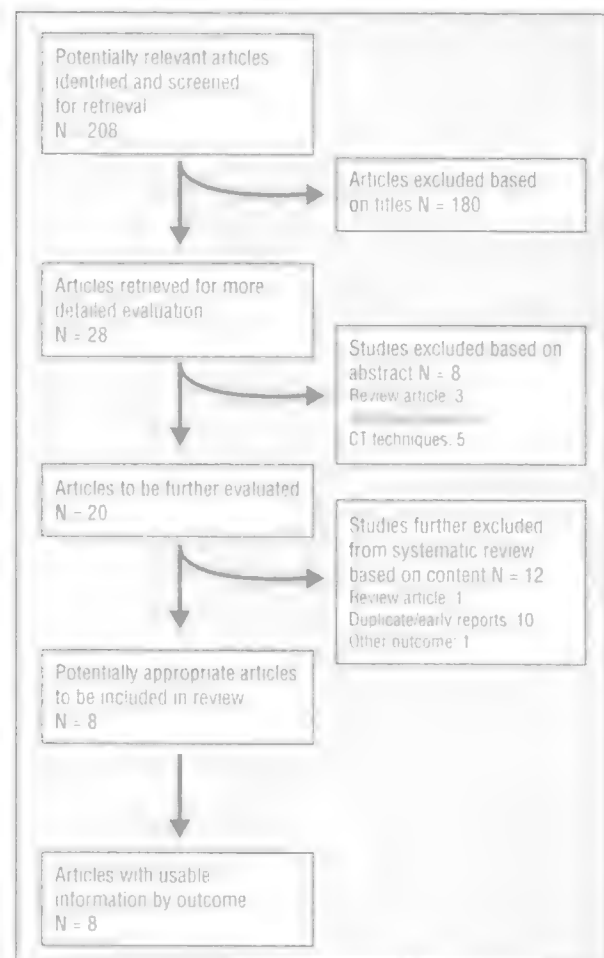 Potentially relevant articles
identified and screened
for retrieval
N = 208
Articles excluded based
on titles N = 180
Articles retrieved for more
detailed evaluation
N = 28
Studies excluded based on
abstract N = 8
Review article: 3
CT techniques: 5
Articles to be further evaluated
N = 20
Studies further excluded
from systematic review
based on content N = 12
Review article: 1
Duplicate/early reports: 10
Other outcome: 1
Potentially appropriate articles
to be included in review
N = 8
Articles with usable
information by outcome
N = 8